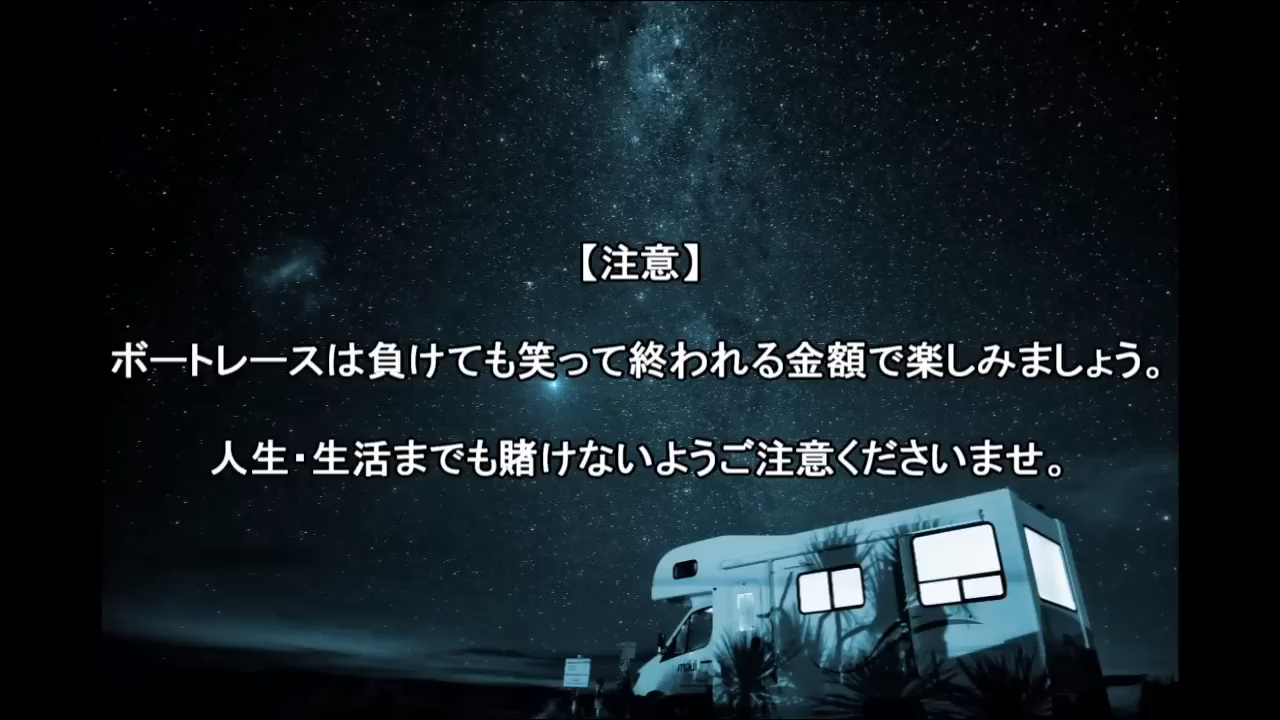 【注意】
ボートレースは負けても笑って終われる金額で楽しみましょう。
人生・生活までも賭けないようご注意くださいませ。
maui